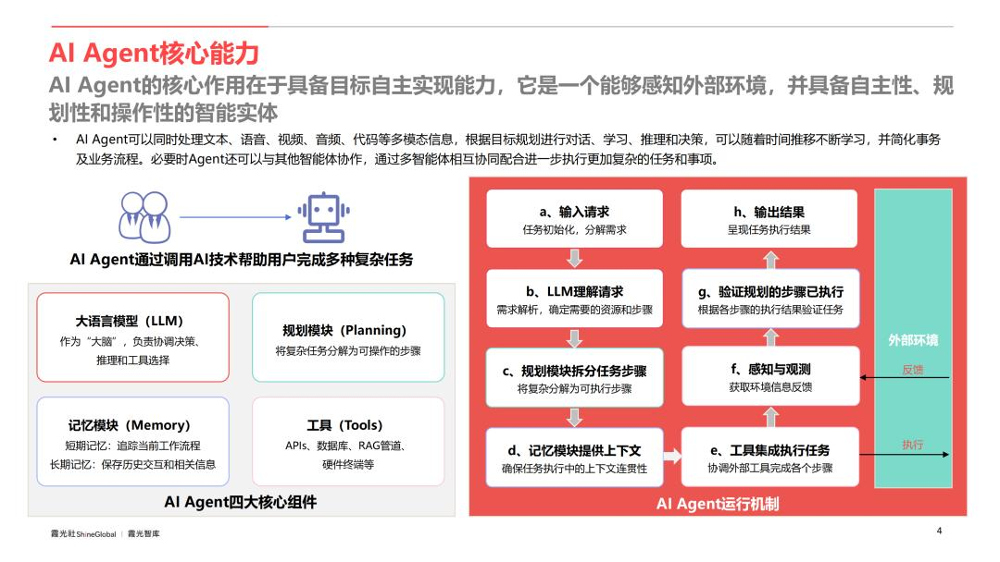 AI Agent核心能力
AI Agent的核心作用在于具备目标自主实现能力，它是一个能够感知外部环境，并具备自主性、规
划性和操作性的智能实体
• AI Agent可以同时处理文本、语音、视频、音频、代码等多模态信息，根据目标规划进行对话、学习、推理和决策，可以随着时间推移不断学习，并简化事务
及业务流程。必要时Agent还可以与其他智能体协作，通过多智能体相互协同配合进一步执行更加复杂的任务和事项。
AI Agent通过调用AI技术帮助用户完成多种复杂任务
大语言模型（LLM）
作为“大脑”，负责协调决策、
推理和工具选择
规划模块（Planning）
将复杂任务分解为可操作的步骤
记忆模块（Memory）
短期记忆：追踪当前工作流程
长期记忆：保存历史交互和相关信息
工具（Tools）
APIs、数据库、RAG管道、
硬件终端等
AI Agent四大核心组件
a、输入请求
任务初始化，分解需求
b、LLM理解请求
需求解析，确定需要的资源和步骤
c、规划模块拆分任务步骤
将复杂分解为可执行步骤
d、记忆模块提供上下文
确保任务执行中的上下文连贯性
e、工具集成执行任务
协调外部工具完成各个步骤
f、感知与观测
获取环境信息反馈
g、验证规划的步骤已执行
根据各步骤的执行结果验证任务
h、输出结果
呈现任务执行结果
外部环境
反馈
执行
AI Agent运行机制
霞光社ShineGlobal | 霞光智库
4